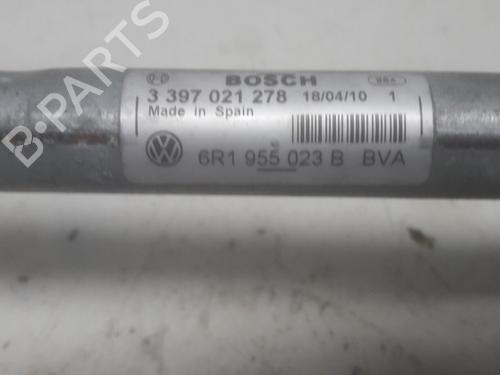 B-PARTS
BOSCH
3 397 021 278 18/04/10 1
Made in Spain
6R1 955 023 B BVA